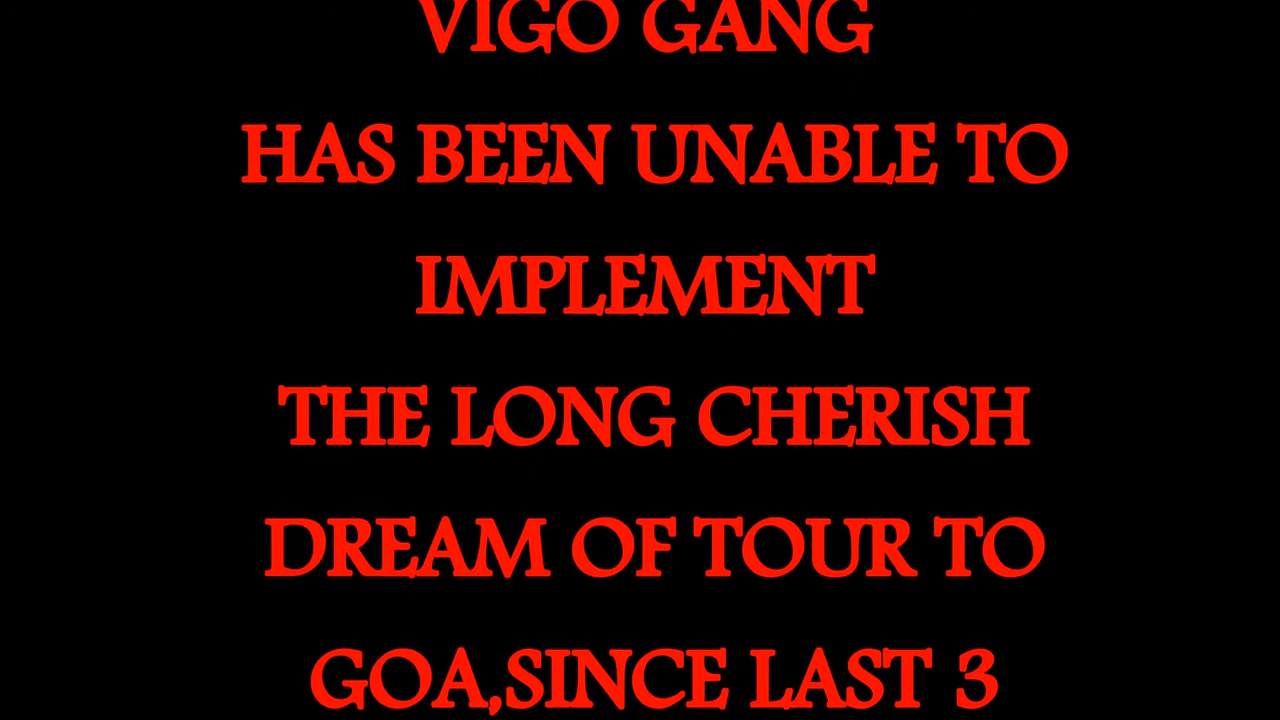 VIGO GANG
HAS BEEN UNABLE TO
IMPLEMENT
THE LONG CHERISH
DREAM OF TOUR TO
GOA,SINCE LAST 3